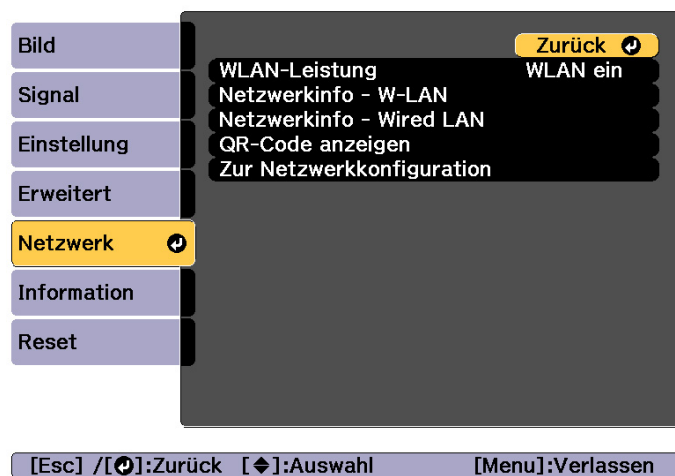 Bild
Signal
Einstellung
Erweitert
Netzwerk
Information
Reset
Zurück
WLAN-Leistung WLAN ein
Netzwerkinfo - W-LAN
Netzwerkinfo - Wired LAN
QR-Code anzeigen
Zur Netzwerkkonfiguration
[Esc] /[⏎]:Zurück [◆]:Auswahl [Menu]:Verlassen